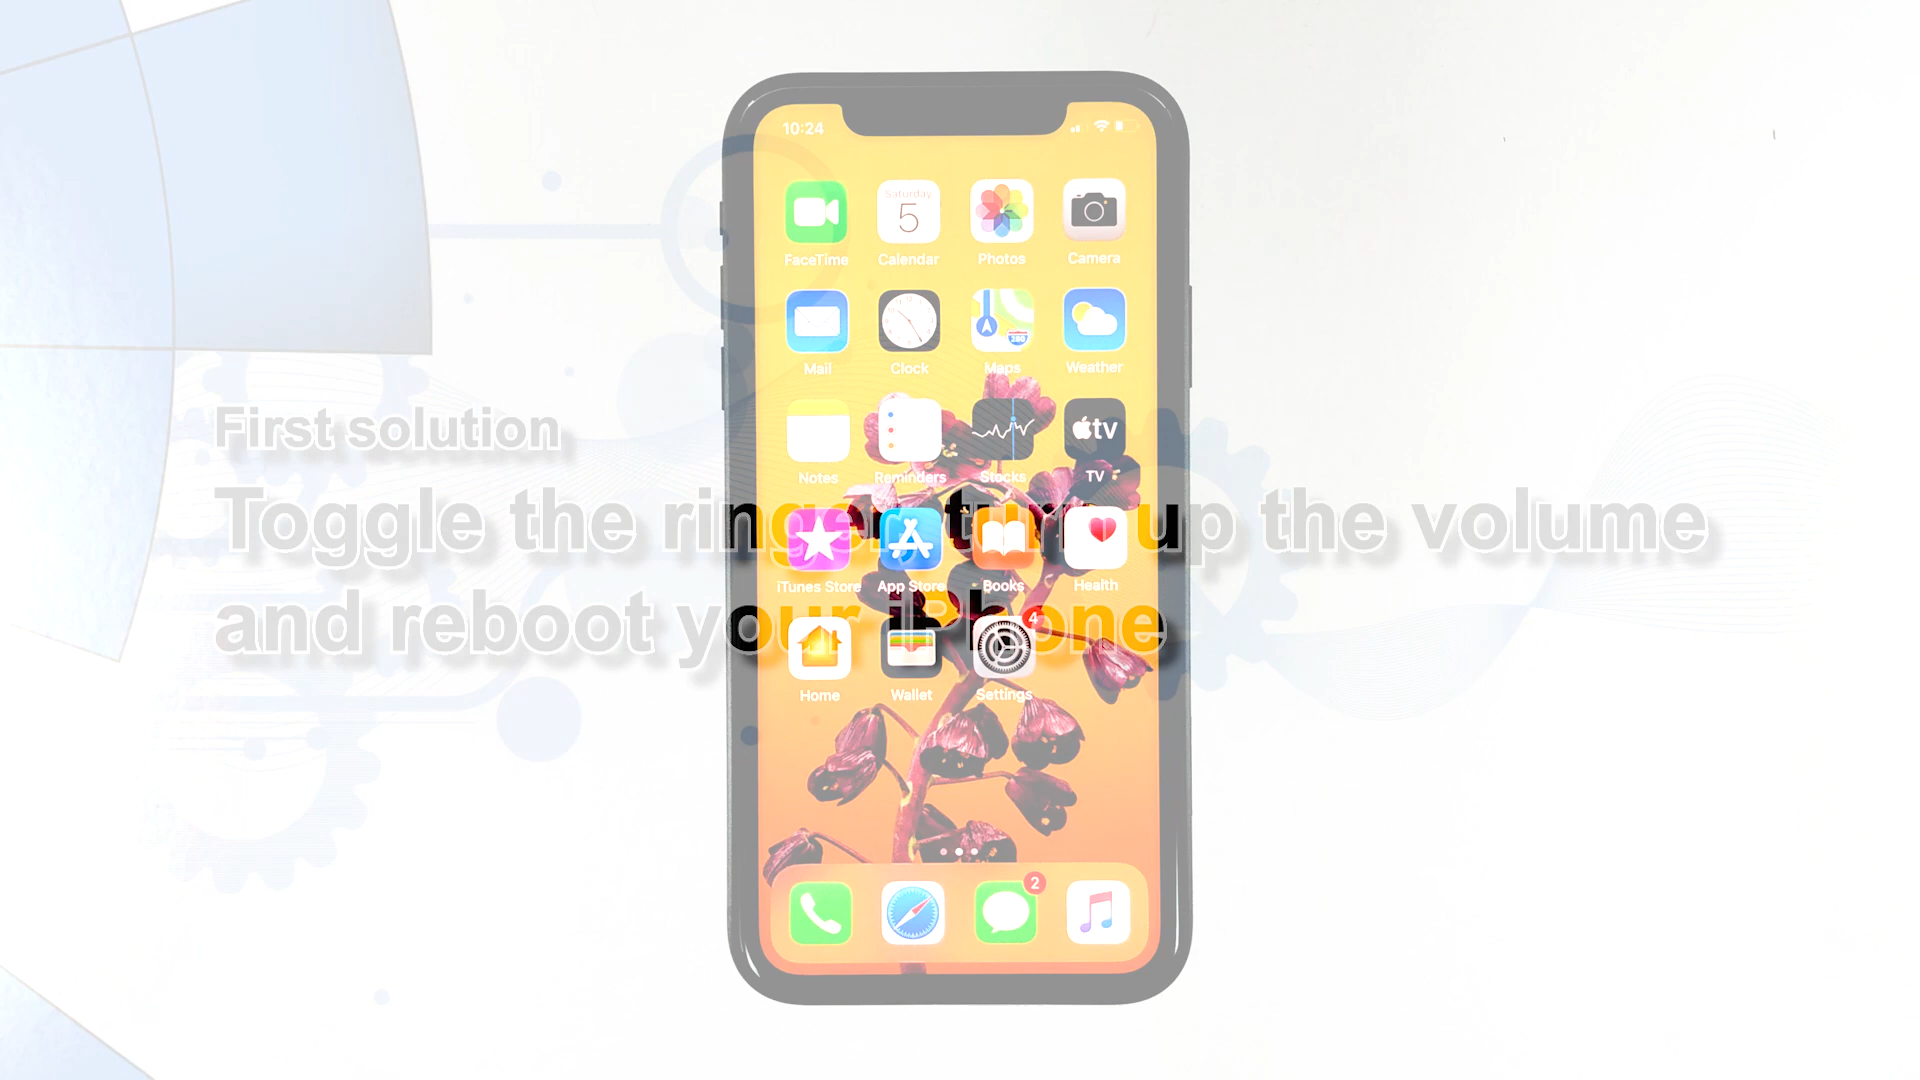 10:24
Saturday
5
FaceTime Calendar Photos Camera
280
Mail Clock Maps Weather
tv
Notes Reminders Stocks TV
First solution
Toggle the ringer, turn up the volume
and reboot your iPhone
iTunes Store App Store Books Health
4
Home Wallet Settings
2